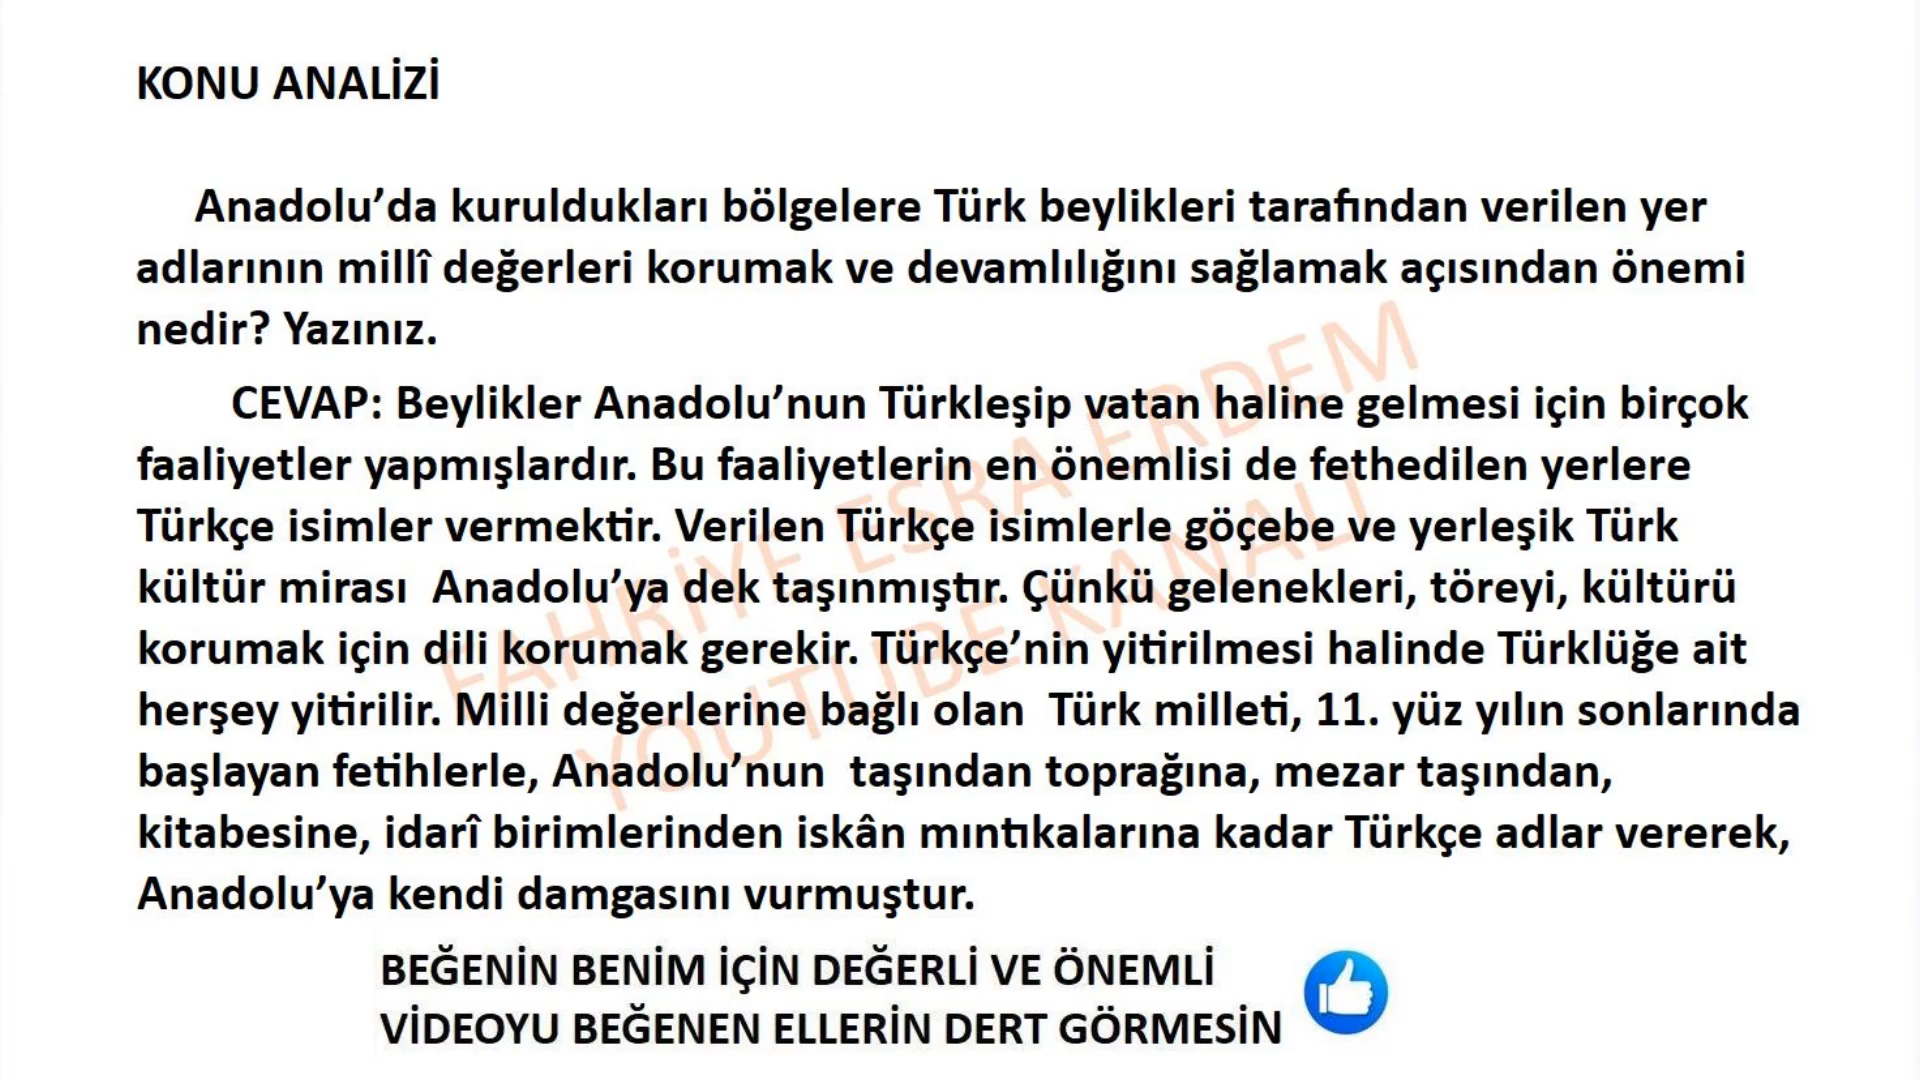 KONU ANALİZİ
Anadolu’da kuruldukları bölgelere Türk beylikleri tarafından verilen yer
adlarının millî değerleri korumak ve devamlılığını sağlamak açısından önemi
nedir? Yazınız.
CEVAP: Beylikler Anadolu’nun Türkleşip vatan haline gelmesi için birçok
faaliyetler yapmışlardır. Bu faaliyetlerin en önemlisi de fethedilen yerlere
Türkçe isimler vermektir. Verilen Türkçe isimlerle göçebe ve yerleşik Türk
kültür mirası Anadolu’ya dek taşınmıştır. Çünkü gelenekleri, töreyi, kültürü
korumak için dili korumak gerekir. Türkçe’nin yitirilmesi halinde Türklüğe ait
herşey yitirilir. Milli değerlerine bağlı olan Türk milleti, 11. yüz yılın sonlarında
başlayan fetihlerle, Anadolu’nun taşından toprağına, mezar taşından,
kitabesine, idarî birimlerinden iskân mıntıkalarına kadar Türkçe adlar vererek,
Anadolu’ya kendi damgasını vurmuştur.
FAHRİYE ESRA ERDEM
YOUTUBE KANALI
BEĞENİN BENİM İÇİN DEĞERLİ VE ÖNEMLİ
VİDEOYU BEĞENEN ELLERİN DERT GÖRMESİN